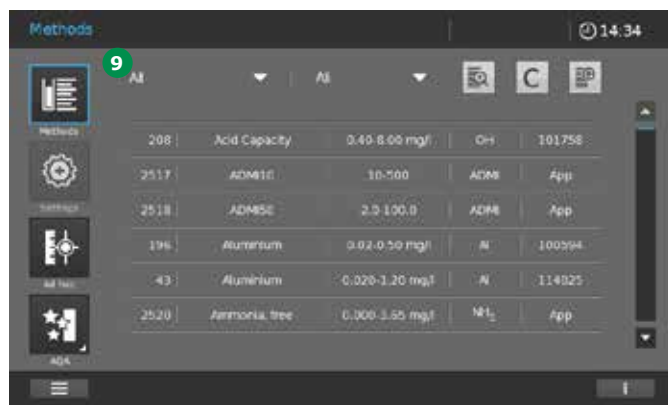 Methods 14:34
9
All All
C
Methods
208 Acid Capacity 0.40-8.00 mg/l OH 101758
2517 ADMI10 10-500 ADMI App
Settings
2518 ADMI50 2.0-100.0 ADMI App
196 Aluminium 0.02-0.50 mg/l Al 100594
43 Aluminium 0.020-1.20 mg/l Al 114825
2520 Ammonia, free 0.000-3.65 mg/l App
AQA
i